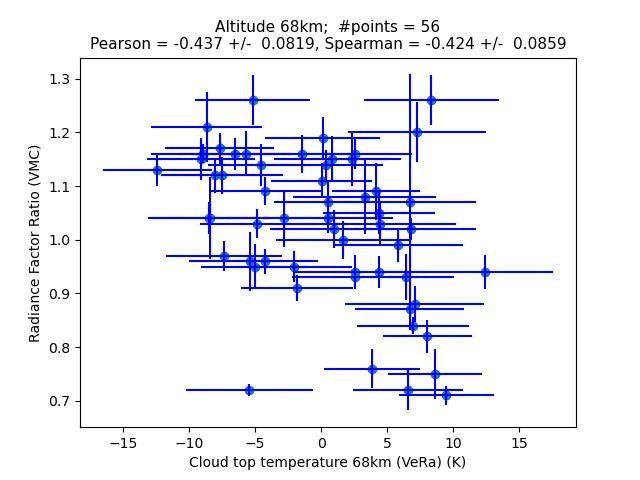 Altitude 68km;  #points = 56
Pearson = -0.437 +/-  0.0819, Spearman = -0.424 +/-  0.0859
1.3
1.2
1.1
1.0
0.9
0.8
0.7
Radiance Factor Ratio (VMC)
−15 −10 −5 0 5 10 15
Cloud top temperature 68km (VeRa) (K)